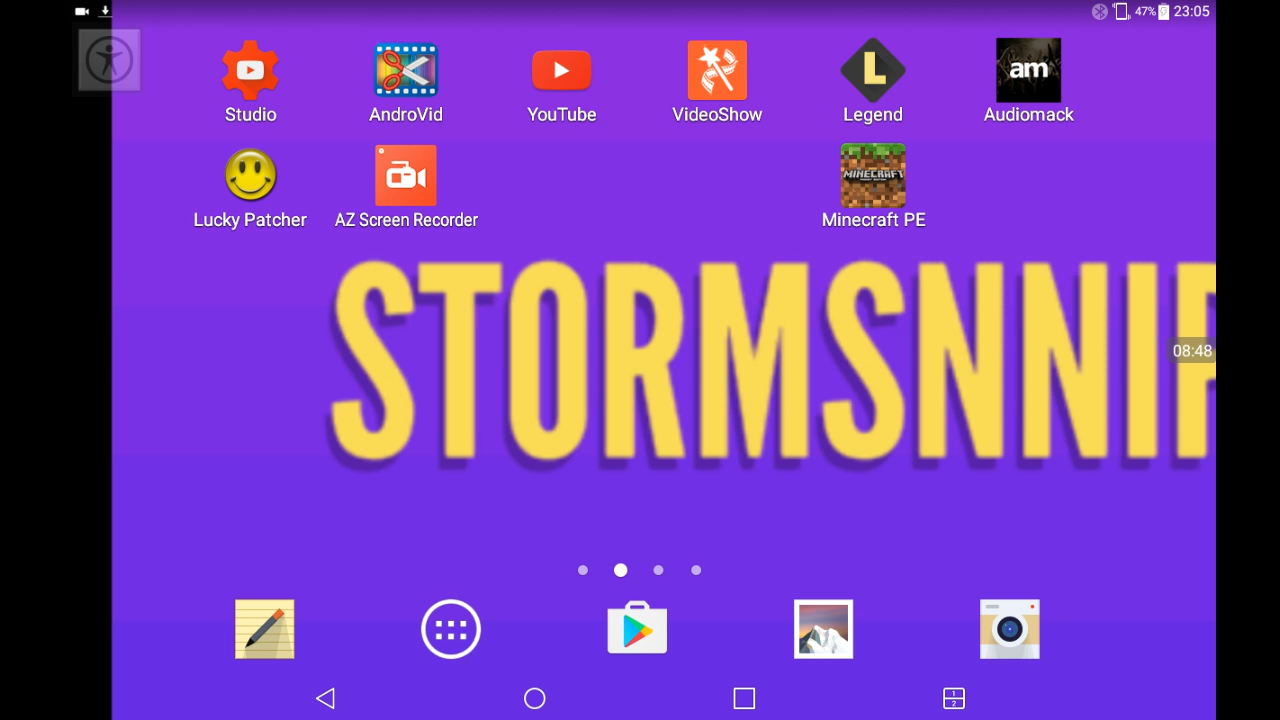 47% 23:05
Studio AndroVid YouTube VideoShow Legend Audiomack
L
am
MINECRAFT
Lucky Patcher AZ Screen Recorder Minecraft PE
STORMSNNIP
08:48
1
2